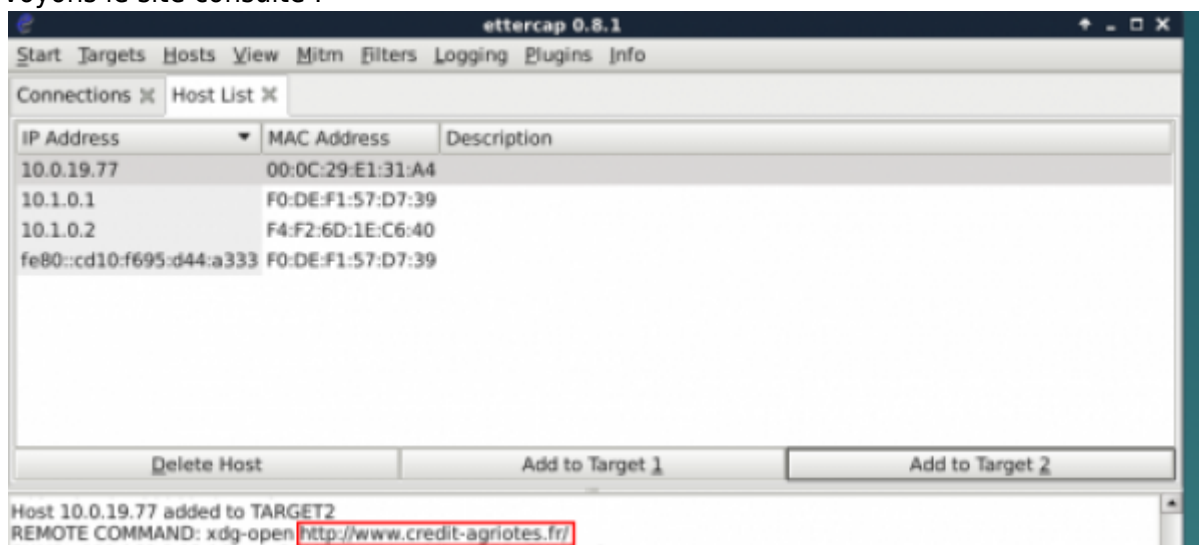 voyons le site consulté :
ettercap 0.8.1
Start Targets Hosts View Mitm Filters Logging Plugins Info
Connections Host List
IP Address MAC Address Description
10.0.19.77 00:0C:29:E1:31:A4
10.1.0.1 F0:DE:F1:57:D7:39
10.1.0.2 F4:F2:6D:1E:C6:40
fe80::cd10:f695:d44:a333 F0:DE:F1:57:D7:39
Delete Host Add to Target 1 Add to Target 2
Host 10.0.19.77 added to TARGET2
REMOTE COMMAND: xdg-open http://www.credit-agriotes.fr/